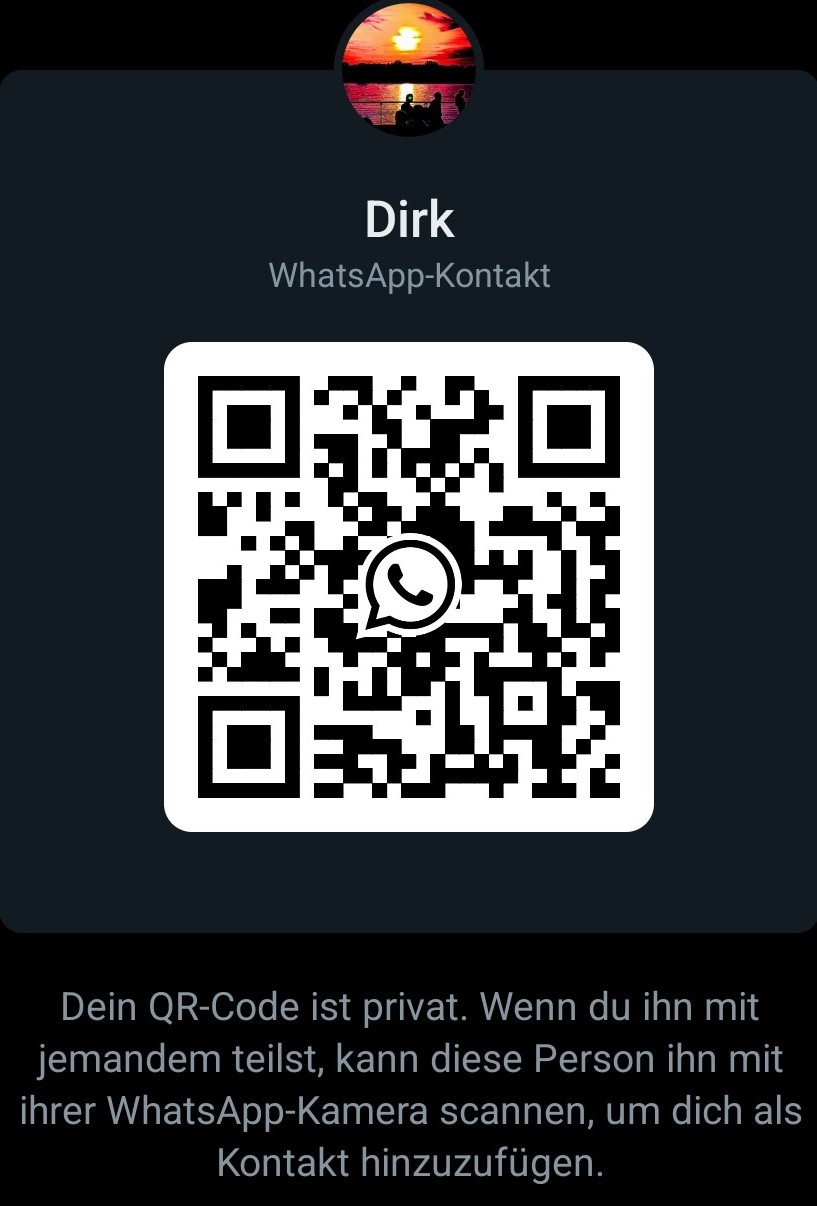 Dirk
WhatsApp-Kontakt
Dein QR-Code ist privat. Wenn du ihn mit
jemandem teilst, kann diese Person ihn mit
ihrer WhatsApp-Kamera scannen, um dich als
Kontakt hinzuzufügen.